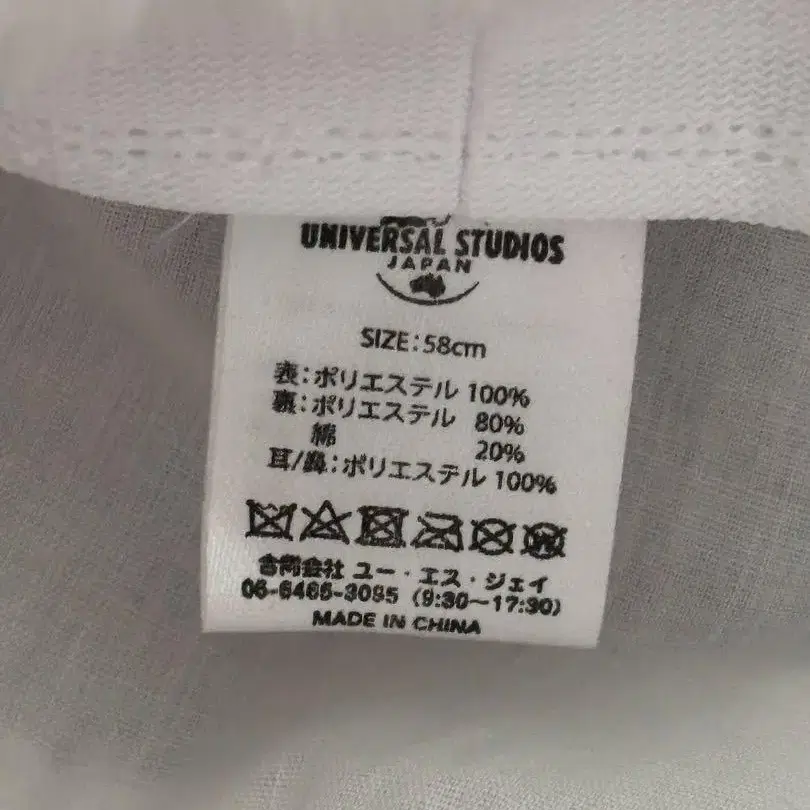 UNIVERSAL STUDIOS
JAPAN
SIZE:58cm
表:ポリエステル 100%
裏:ポリエステル 80%
綿 20%
耳/鼻:ポリエステル 100%
合同会社 ユー・エス・ジェイ
06-6465-3095 (9:30～17:30)
MADE IN CHINA